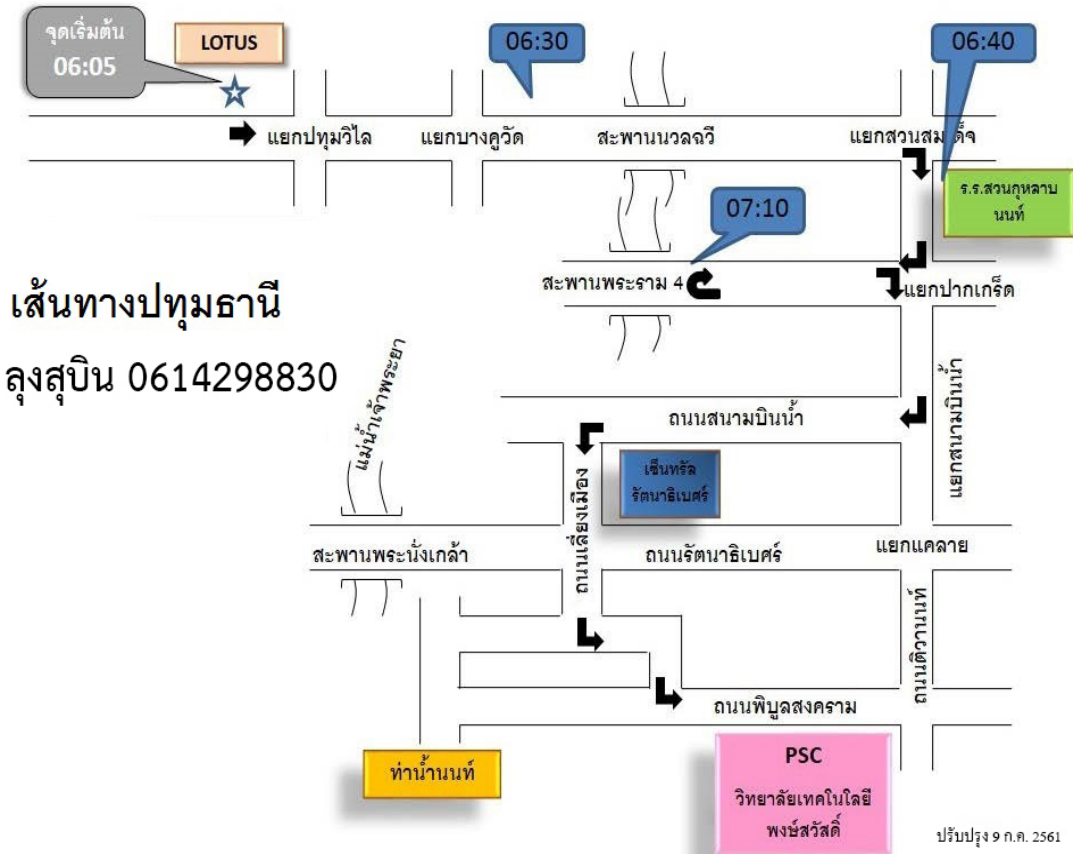 จุดเริ่มต้น
06:05
LOTUS
06:30
06:40
แยกปทุมวิไล
แยกบางคูวัด
สะพานนวลฉวี
แยกสวนสมเด็จ
ร.ร.สวนกุหลาบ
นนท์
07:10
สะพานพระราม 4
แยกปากเกร็ด
เส้นทางปทุมธานี
ลุงสุบิน 0614298830
แม่น้ำเจ้าพระยา
ถนนสนามบินน้ำ
แยกสนามบินน้ำ
เซ็นทรัล
รัตนาธิเบศร์
ถนนเลี่ยงเมือง
สะพานพระนั่งเกล้า
ถนนรัตนาธิเบศร์
แยกแคลาย
ถนนติวานนท์
ถนนพิบูลสงคราม
ท่าน้ำนนท์
PSC
วิทยาลัยเทคโนโลยี
พงษ์สวัสดิ์
ปรับปรุง 9 ก.ค. 2561